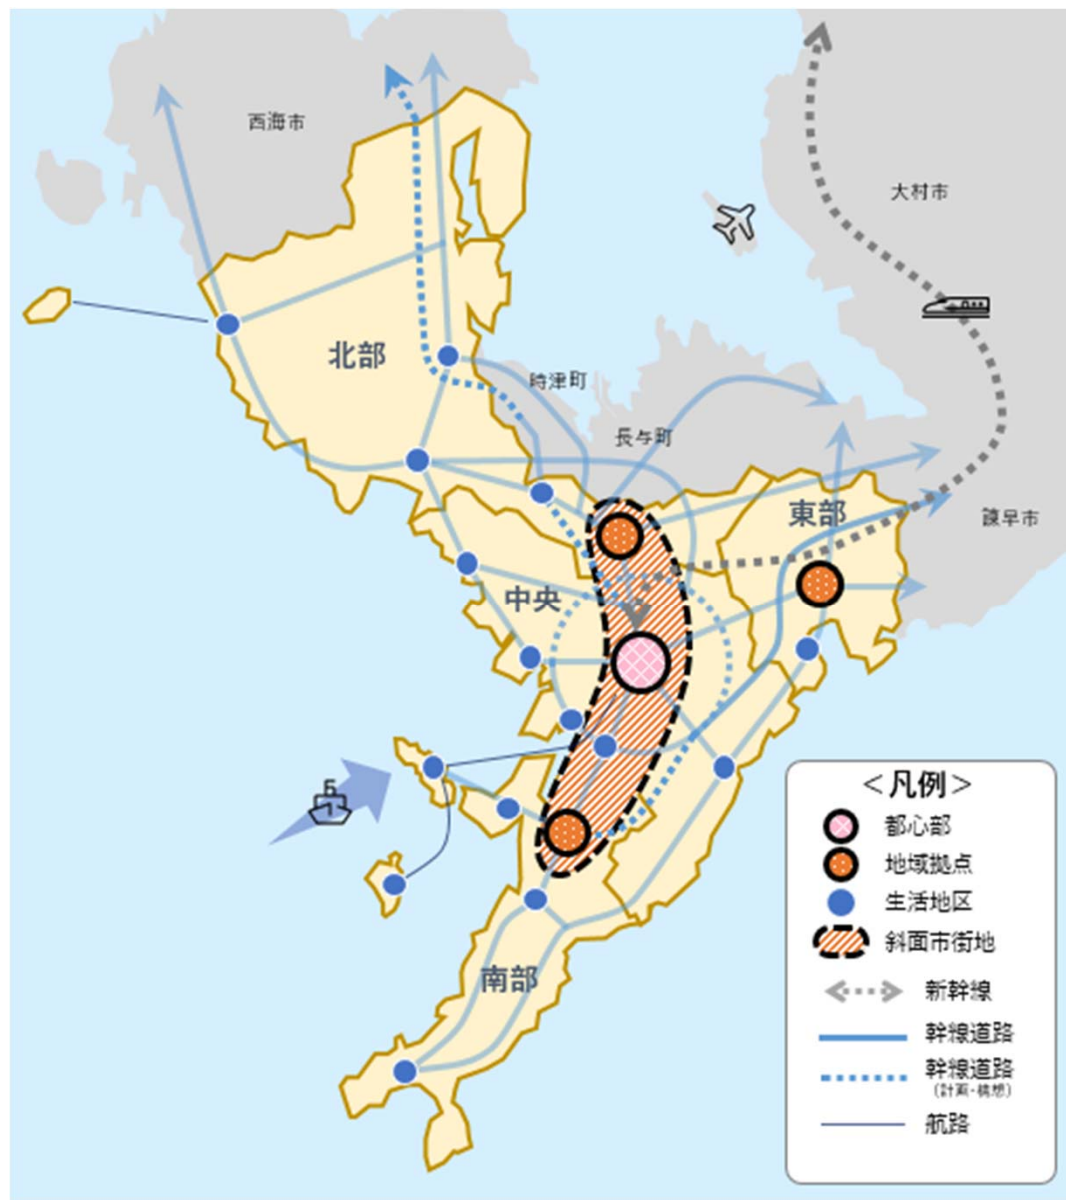 西海市
大村市
北部
時津町
長与町
東部
諫早市
中央
南部
＜凡例＞
都心部
地域拠点
生活地区
斜面市街地
新幹線
幹線道路
幹線道路
（計画・構想）
航路